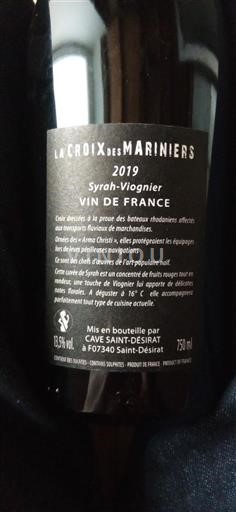 LA CROIX DES MARINIERS
2019
Syrah-Viognier
VIN DE FRANCE
Croix dressées à la proue des bateaux rhodaniens affectés
aux transports fluviaux de marchandises.
Ornées des « Arma Christi », elles protégeaient les équipages
lors de leurs périlleuses navigations.
Ce sont des chefs d'œuvres de l'art populaire naïf.
Cette cuvée de Syrah est un concentré de fruits rouges tout en
rondeur, une touche de Viognier lui apporte de délicates
notes florales. A déguster à 16° C elle accompagnera
parfaitement tout type de cuisine actuelle.
Mis en bouteille par
CAVE SAINT-DÉSIRAT
à F07340 Saint-Désirat
13,5% vol.
750 ml
CONTIENT DES SULFITES - CONTAINS SULPHITES - PRODUIT DE FRANCE - PRODUCT OF FRANCE